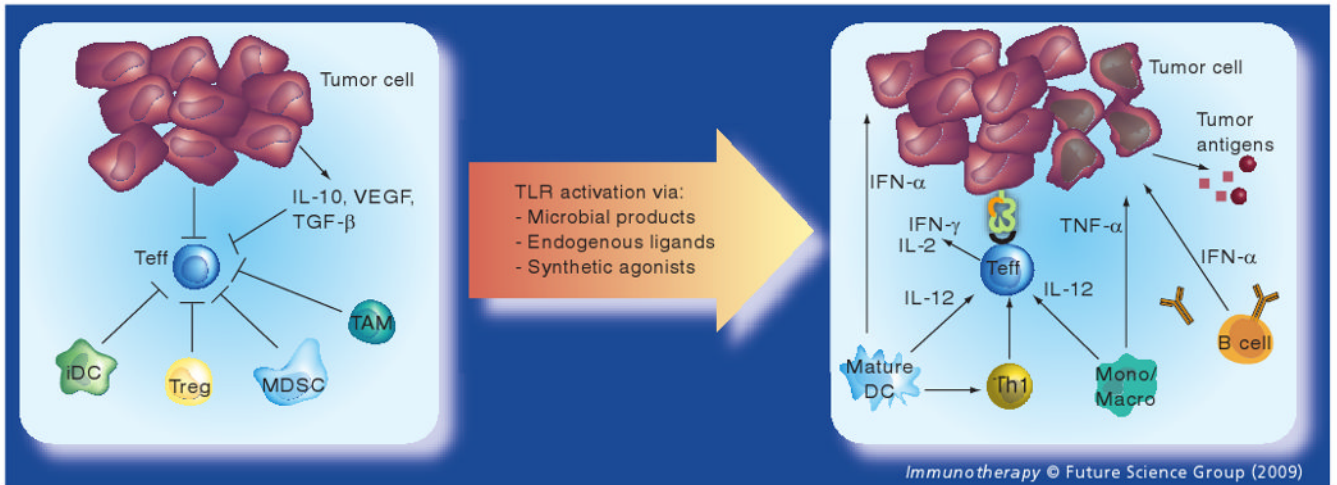 Tumor cell
IL-10, VEGF,
TGF-β
Teff
TAM
iDC
Treg
MDSC
TLR activation via:
- Microbial products
- Endogenous ligands
- Synthetic agonists
Tumor cell
Tumor
antigens
IFN-α
IFN-γ
IL-2
TNF-α
Teff
IFN-α
IL-12
IL-12
B cell
Mature
DC
Th1
Mono/
Macro
Immunotherapy © Future Science Group (2009)